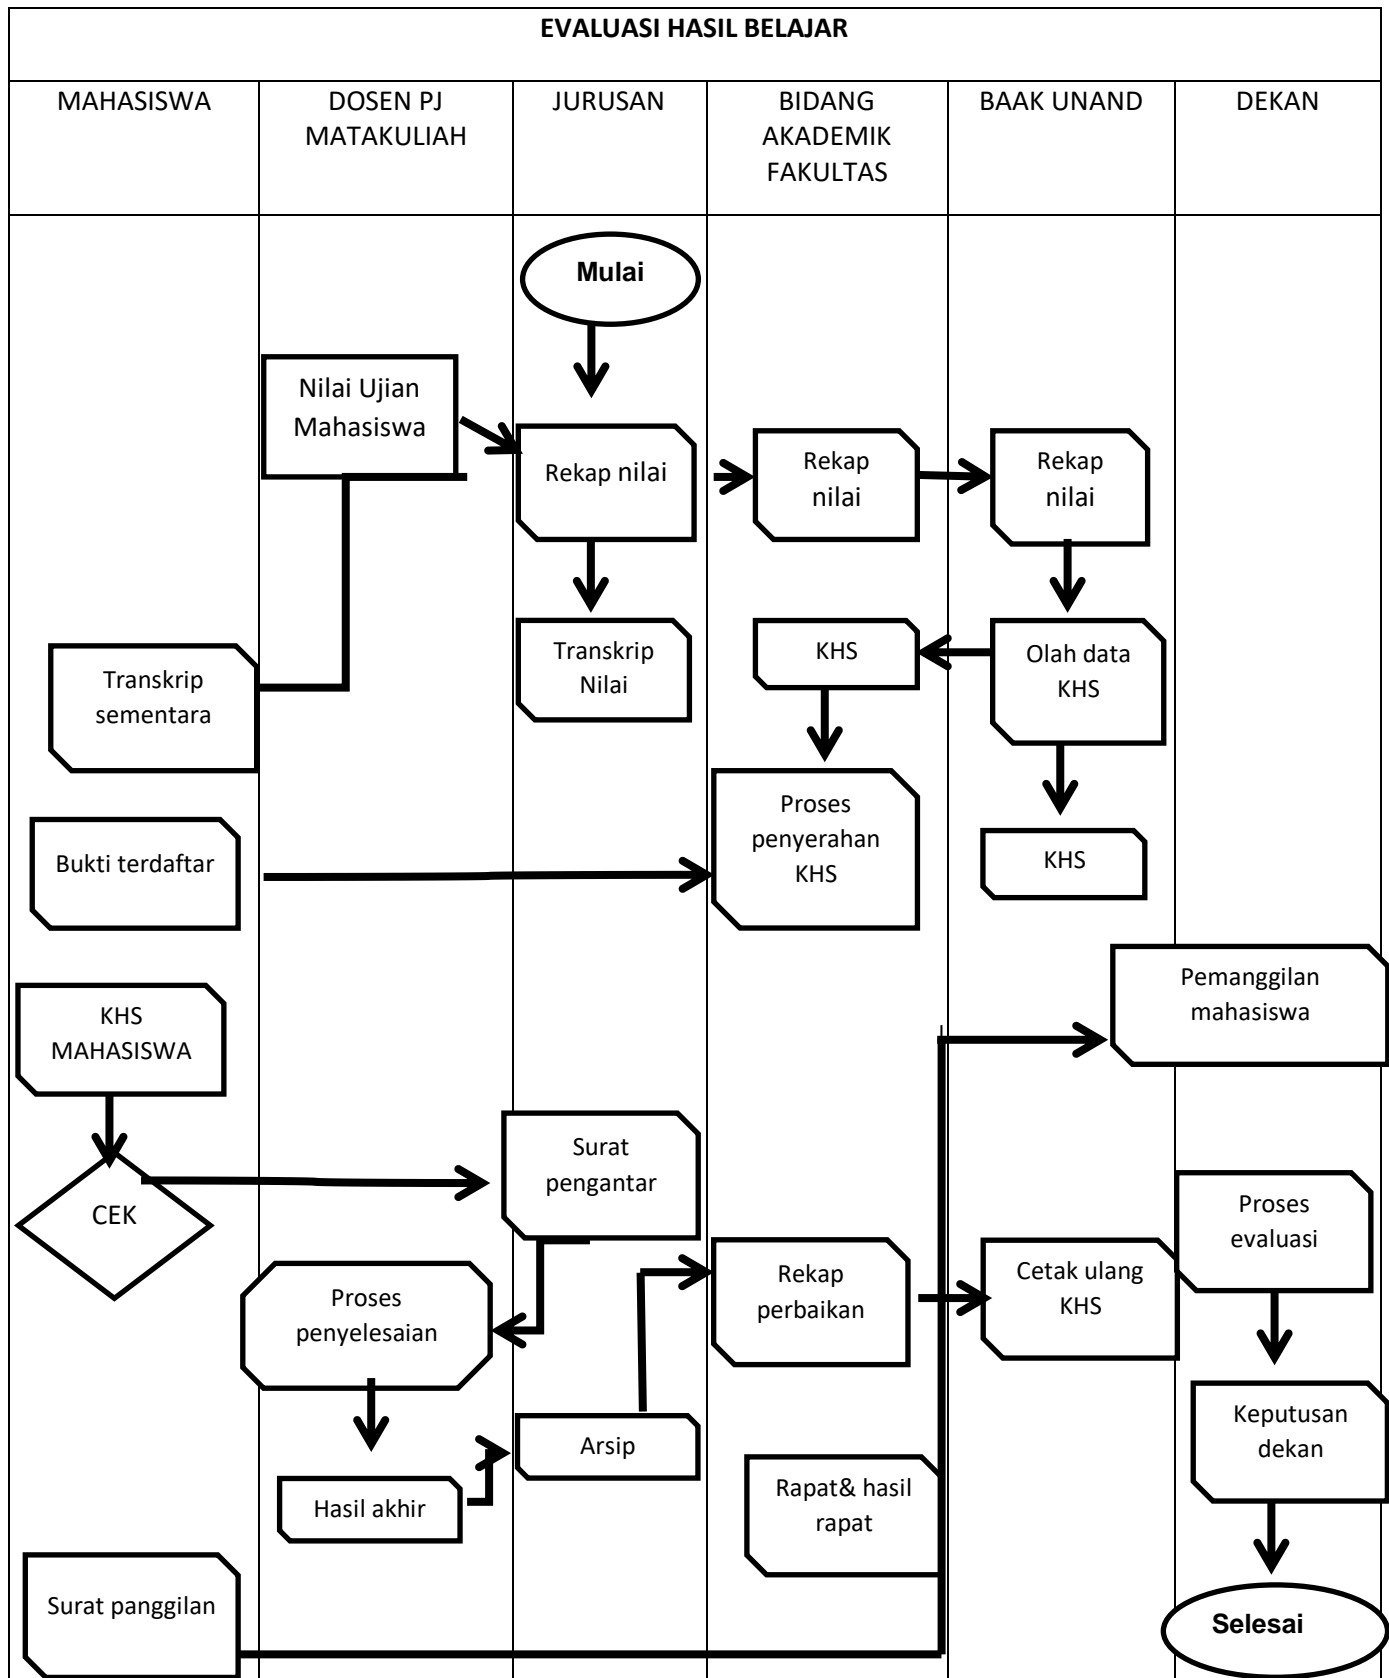 EVALUASI HASIL BELAJAR
MAHASISWA
DOSEN PJ
MATAKULIAH
JURUSAN
BIDANG
AKADEMIK
FAKULTAS
BAAK UNAND
DEKAN
Mulai
Nilai Ujian
Mahasiswa
Rekap nilai
Rekap
nilai
Rekap
nilai
Transkrip
sementara
Transkrip
Nilai
KHS
Olah data
KHS
Bukti terdaftar
Proses
penyerahan
KHS
KHS
Pemanggilan
mahasiswa
KHS
MAHASISWA
CEK
Surat
pengantar
Proses
evaluasi
Proses
penyelesaian
Rekap
perbaikan
Cetak ulang
KHS
Keputusan
dekan
Arsip
Hasil akhir
Rapat& hasil
rapat
Surat panggilan
Selesai